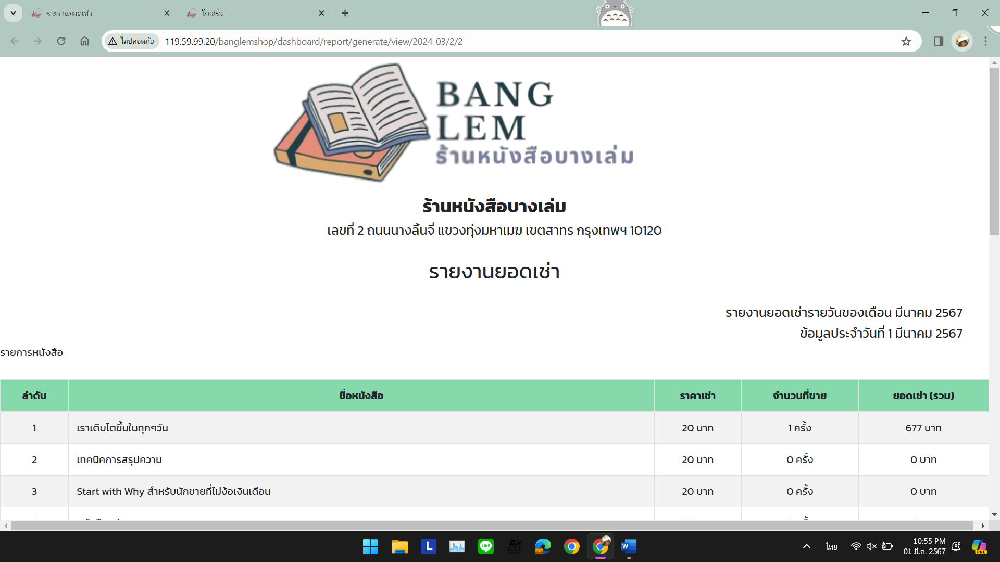 รายงานยอดเช่า
ใบเสร็จ
ไม่ปลอดภัย
119.59.99.20/banglemshop/dashboard/report/generate/view/2024-03/2/2
BANG
LEM
ร้านหนังสือบางเล่ม
ร้านหนังสือบางเล่ม
เลขที่ 2 ถนนนางลิ้นจี่ แขวงทุ่งมหาเมฆ เขตสาทร กรุงเทพฯ 10120
รายงานยอดเช่า
รายงานยอดเช่ารายวันของเดือน มีนาคม 2567
ข้อมูลประจำวันที่ 1 มีนาคม 2567
รายการหนังสือ
ลำดับ ชื่อหนังสือ ราคาเช่า จำนวนที่ขาย ยอดเช่า (รวม)
1 เราเติบโตขึ้นในทุกๆวัน 20 บาท 1 ครั้ง 677 บาท
2 เทคนิคการสรุปความ 20 บาท 0 ครั้ง 0 บาท
3 Start with Why สำหรับนักขายที่ไม่ง้อเงินเดือน 20 บาท 0 ครั้ง 0 บาท
L
LINE
RK
W
ไทย
10:55 PM
01 มี.ค. 2567
PRE